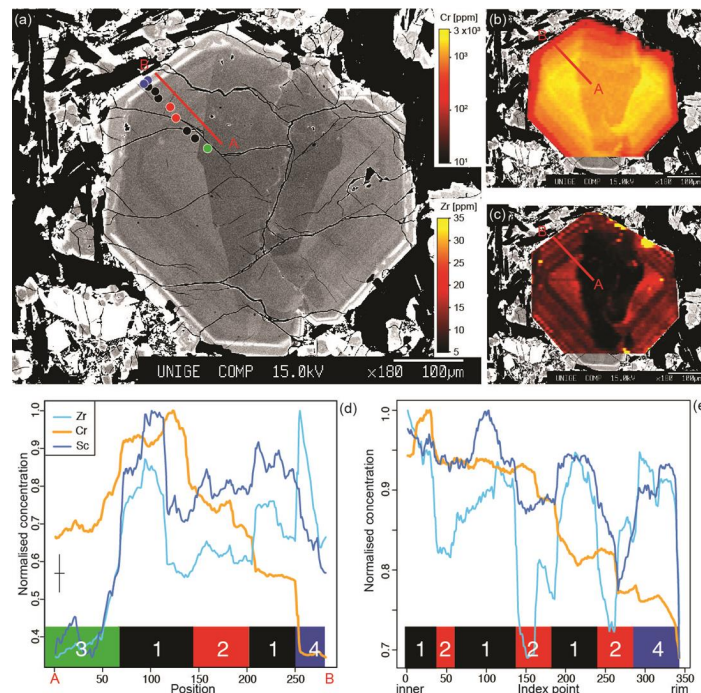 (a)
Cr [ppm]
3 x10³
10³
10²
10¹
Zr [ppm]
35
30
25
20
15
10
5
B
A
UNIGE COMP 15.0kV ×180 100µm
(b)
B
A
UNIGE COMP 15.0kV ×180 100µm
(c)
B
A
UNIGE COMP 15.0kV ×180 100µm
(d)
Zr
Cr
Sc
Normalised concentration
1.0
0.9
0.8
0.7
0.6
0.5
0.4
3 1 2 1 4
0 50 100 150 200 250
A Position B
(e)
Normalised concentration
1.0
0.9
0.8
0.7
1 2 1 2 1 2 4
0 50 100 150 200 250 300 350
inner Index point rim